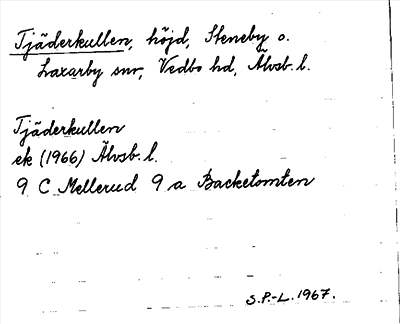 Tjäderkullen, höjd, Steneby o.
Laxarby snr, Vedbo hd, Älvsb. l.
Tjäderkullen
ek (1966) Älvsb. l.
9 C Mellerud 9 a Backetomten
S.P.-L. 1967.